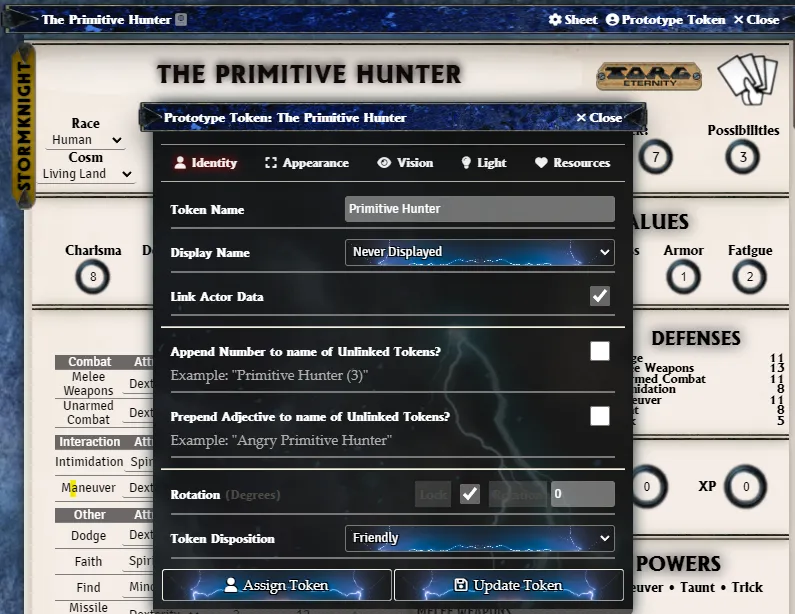 The Primitive Hunter Sheet Prototype Token Close
THE PRIMITIVE HUNTER
TORG
ETERNITY
STORMKNIGHT
Race
Human
Cosm
Living Land
7
Possibilities
3
Prototype Token: The Primitive Hunter Close
Identity Appearance Vision Light Resources
Token Name Primitive Hunter
Display Name Never Displayed
Link Actor Data
Append Number to name of Unlinked Tokens?
Example: "Primitive Hunter (3)"
Prepend Adjective to name of Unlinked Tokens?
Example: "Angry Primitive Hunter"
Rotation (Degrees) Lock Rotation 0
Token Disposition Friendly
Assign Token Update Token
Charisma
8
Armor Fatigue
1 2
DEFENSES
11
Weapons 13
Combat 11
8
11
8
5
Combat
Melee
Weapons
Unarmed
Combat
Interaction
Intimidation
Maneuver
Other
Dodge
Faith
Find
Missile
0 XP 0
POWERS
Taunt • Trick